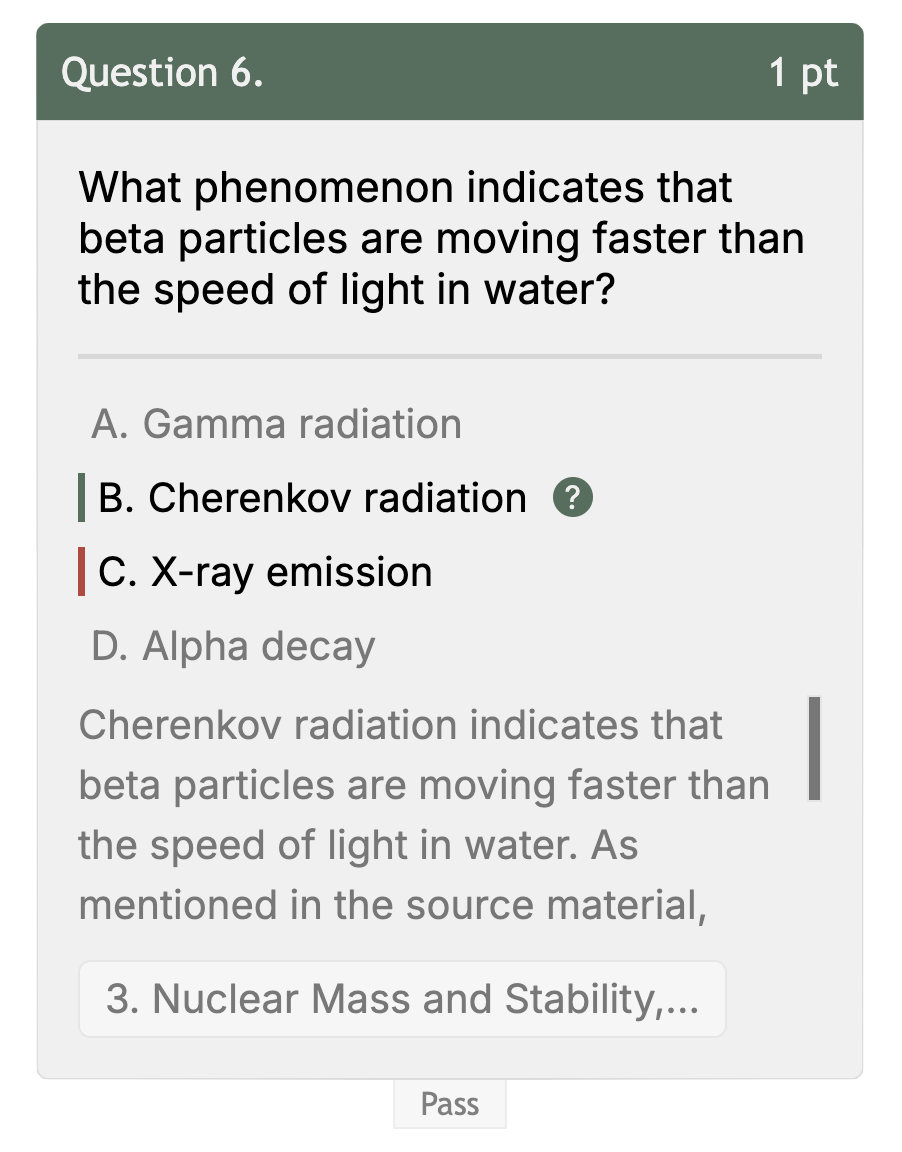 Question 6.
1 pt
What phenomenon indicates that
beta particles are moving faster than
the speed of light in water?
A. Gamma radiation
B. Cherenkov radiation ?
C. X-ray emission
D. Alpha decay
Cherenkov radiation indicates that
beta particles are moving faster than
the speed of light in water. As
mentioned in the source material,
3. Nuclear Mass and Stability,...
Pass